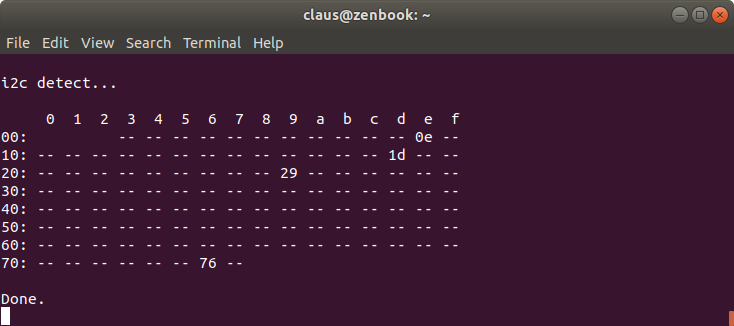 claus@zenbook: ~
File Edit View Search Terminal Help
i2c detect...
     0  1  2  3  4  5  6  7  8  9  a  b  c  d  e  f
00:          -- -- -- -- -- -- -- -- -- -- -- 0e --
10: -- -- -- -- -- -- -- -- -- -- -- -- -- 1d -- --
20: -- -- -- -- -- -- -- -- -- 29 -- -- -- -- -- --
30: -- -- -- -- -- -- -- -- -- -- -- -- -- -- -- --
40: -- -- -- -- -- -- -- -- -- -- -- -- -- -- -- --
50: -- -- -- -- -- -- -- -- -- -- -- -- -- -- -- --
60: -- -- -- -- -- -- -- -- -- -- -- -- -- -- -- --
70: -- -- -- -- -- -- 76 --
Done.